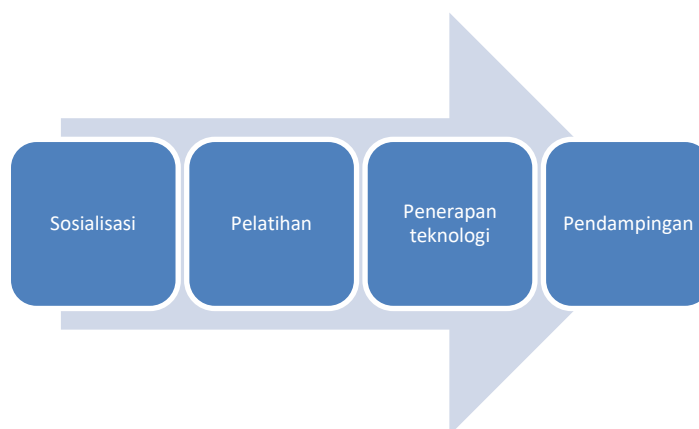 Sosialisasi
Pelatihan
Penerapan
teknologi
Pendampingan